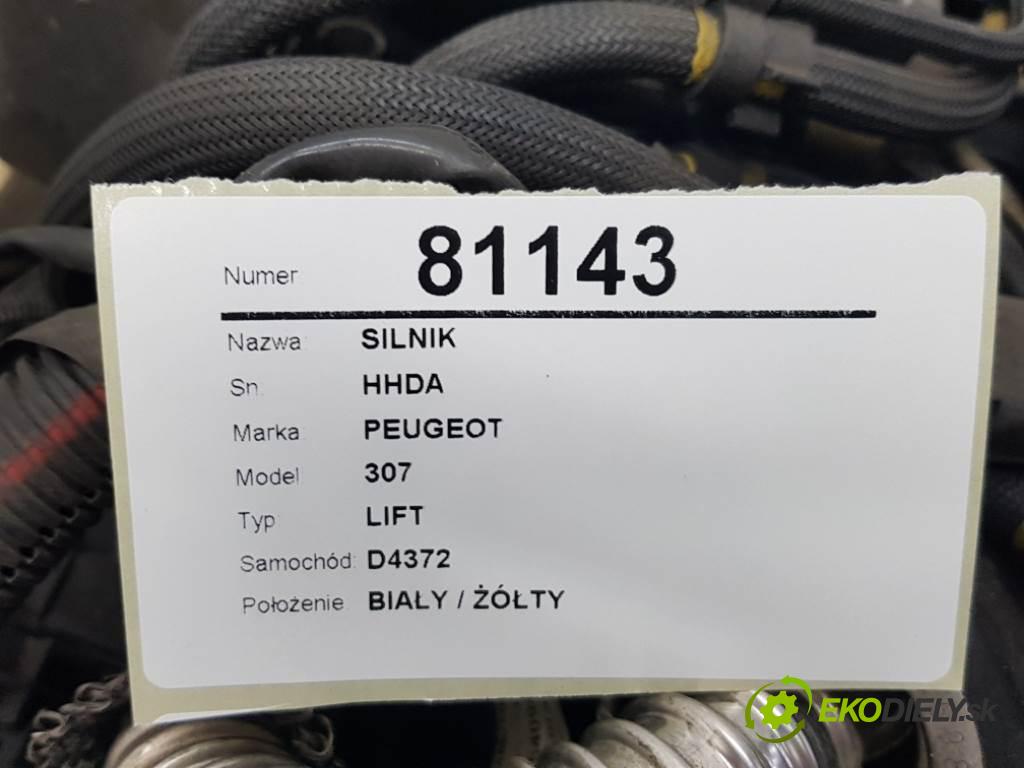 Numer 81143
Nazwa: SILNIK
Sn. HHDA
Marka: PEUGEOT
Model 307
Typ: LIFT
Samochód: D4372
Położenie: BIAŁY / ŻÓŁTY
EKODIELY.sk